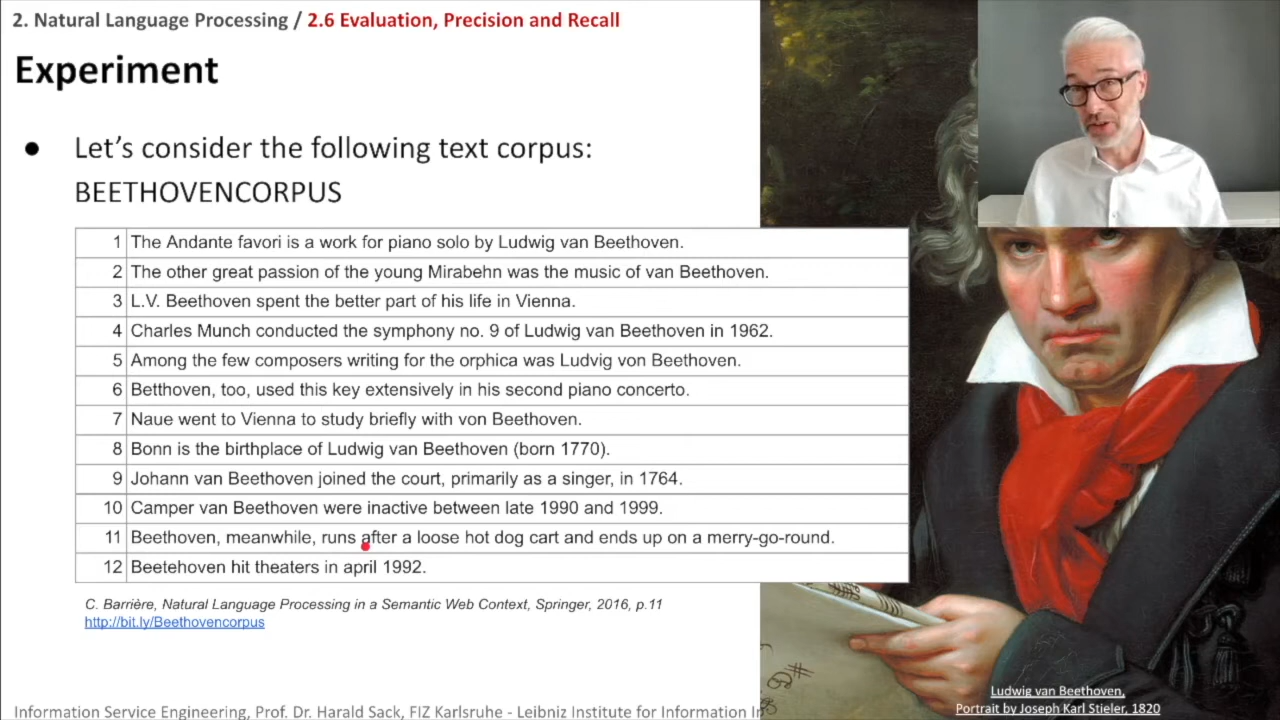 2. Natural Language Processing / 2.6 Evaluation, Precision and Recall
Experiment
● Let's consider the following text corpus:
BEETHOVENCORPUS
1 The Andante favori is a work for piano solo by Ludwig van Beethoven.
2 The other great passion of the young Mirabehn was the music of van Beethoven.
3 L.V. Beethoven spent the better part of his life in Vienna.
4 Charles Munch conducted the symphony no. 9 of Ludwig van Beethoven in 1962.
5 Among the few composers writing for the orphica was Ludvig von Beethoven.
6 Betthoven, too, used this key extensively in his second piano concerto.
7 Naue went to Vienna to study briefly with von Beethoven.
8 Bonn is the birthplace of Ludwig van Beethoven (born 1770).
9 Johann van Beethoven joined the court, primarily as a singer, in 1764.
10 Camper van Beethoven were inactive between late 1990 and 1999.
11 Beethoven, meanwhile, runs after a loose hot dog cart and ends up on a merry-go-round.
12 Beetehoven hit theaters in april 1992.
C. Barrière, Natural Language Processing in a Semantic Web Context, Springer, 2016, p.11
http://bit.ly/Beethovencorpus
Ludwig van Beethoven,
Portrait by Joseph Karl Stieler, 1820
Information Service Engineering, Prof. Dr. Harald Sack, FIZ Karlsruhe - Leibniz Institute for Information